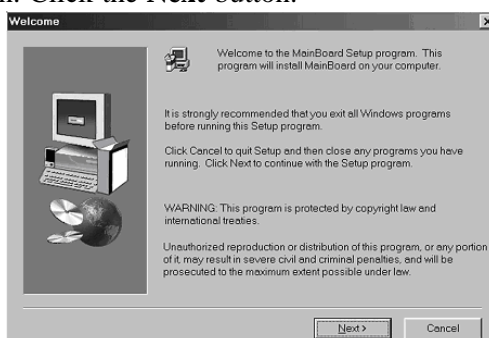 n. Click the Next button.
Welcome
Welcome to the MainBoard Setup program. This
program will install MainBoard on your computer.
It is strongly recommended that you exit all Windows programs
before running this Setup program.
Click Cancel to quit Setup and then close any programs you have
running. Click Next to continue with the Setup program.
WARNING: This program is protected by copyright law and
international treaties.
Unauthorized reproduction or distribution of this program, or any portion
of it, may result in severe civil and criminal penalties, and will be
prosecuted to the maximum extent possible under law.
Next > Cancel